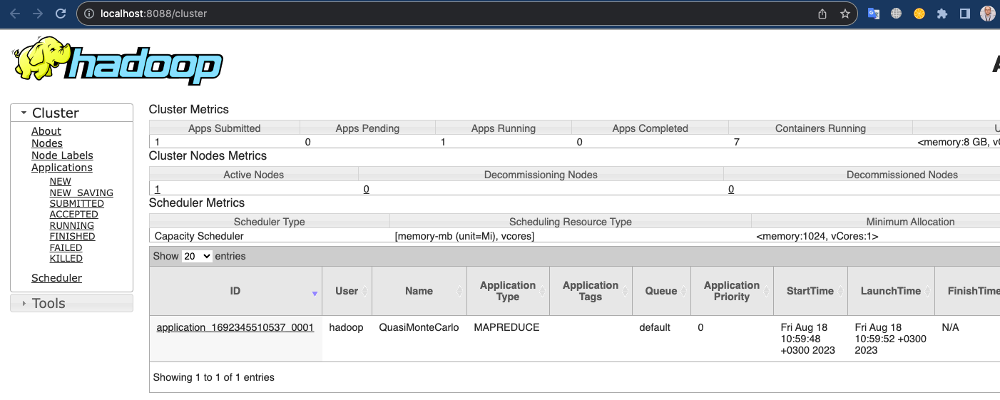 localhost:8088/cluster
hadoop
Cluster
About
Nodes
Node Labels
Applications
NEW
NEW_SAVING
SUBMITTED
ACCEPTED
RUNNING
FINISHED
FAILED
KILLED
Scheduler
Tools
Cluster Metrics
Apps Submitted Apps Pending Apps Running Apps Completed Containers Running
1 0 1 0 7 <memory:8 GB,
Cluster Nodes Metrics
Active Nodes Decommissioning Nodes Decommissioned Nodes
1 0 0
Scheduler Metrics
Scheduler Type Scheduling Resource Type Minimum Allocation
Capacity Scheduler [memory-mb (unit=Mi), vcores] <memory:1024, vCores:1>
Show 20 entries
ID User Name Application Type Application Tags Queue Application Priority StartTime LaunchTime FinishTime
application_1692345510537_0001 hadoop QuasiMonteCarlo MAPREDUCE default 0 Fri Aug 18 10:59:48 +0300 2023 Fri Aug 18 10:59:52 +0300 2023 N/A
Showing 1 to 1 of 1 entries